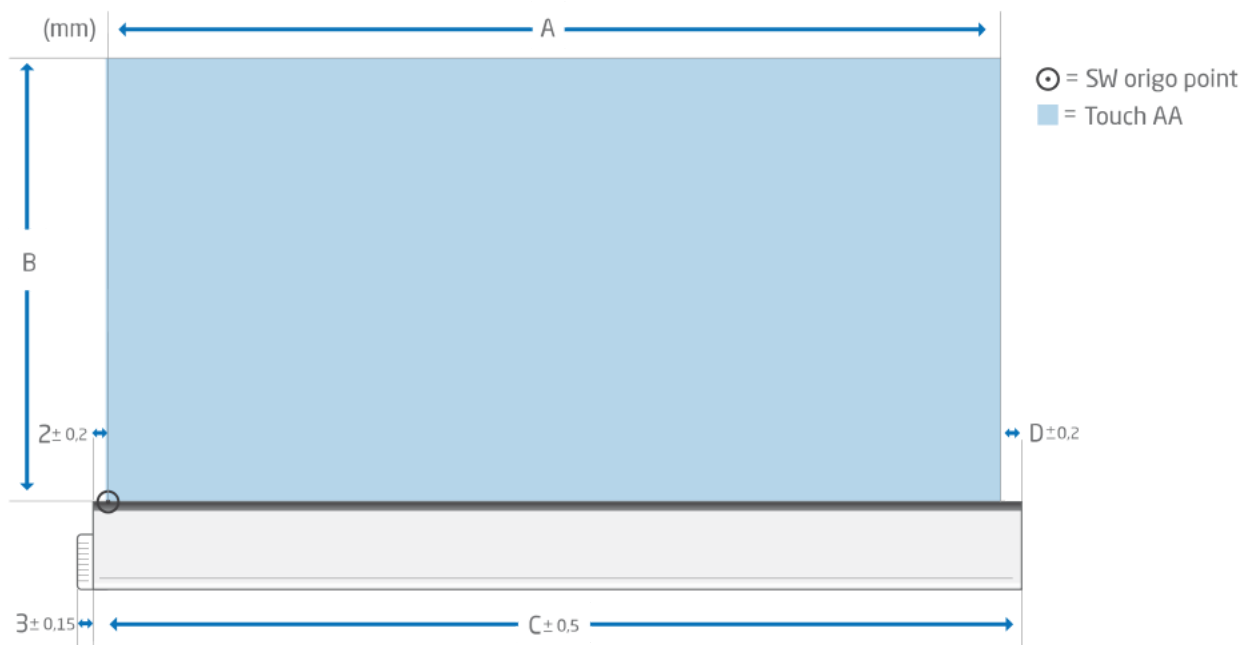 (mm)
A
= SW origo point
= Touch AA
B
2± 0,2
D±0,2
3± 0,15
C± 0,5